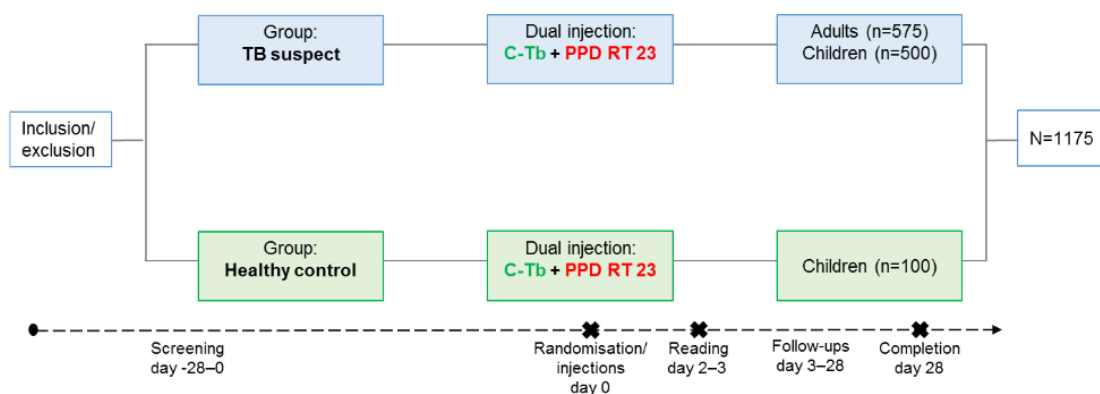 Group:
TB suspect
Dual injection:
C-Tb + PPD RT 23
Adults (n=575)
Children (n=500)
Inclusion/
exclusion
N=1175
Group:
Healthy control
Dual injection:
C-Tb + PPD RT 23
Children (n=100)
Screening
day -28–0
Randomisation/
injections
day 0
Reading
day 2–3
Follow-ups
day 3–28
Completion
day 28